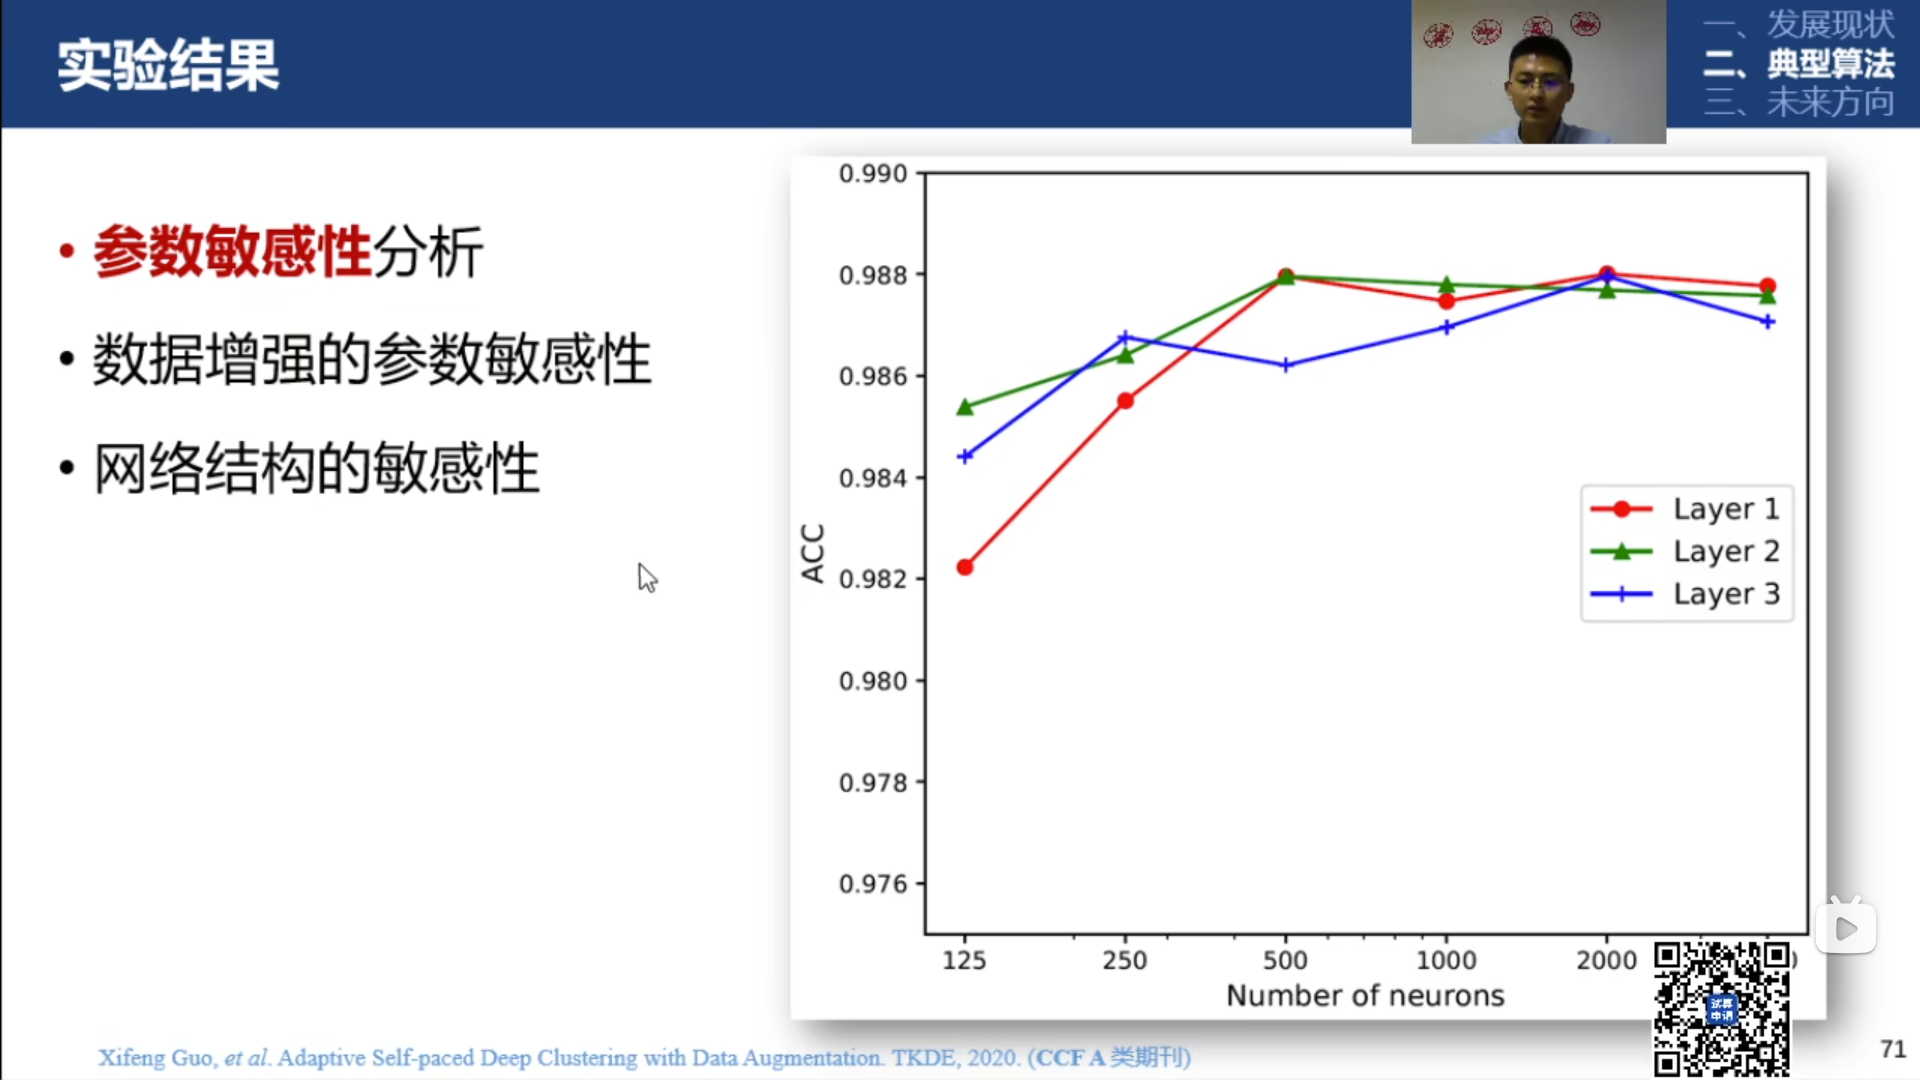 实验结果
一、发展现状
二、典型算法
三、未来方向
• 参数敏感性分析
• 数据增强的参数敏感性
• 网络结构的敏感性
0.990
0.988
0.986
0.984
0.982
0.980
0.978
0.976
ACC
Layer 1
Layer 2
Layer 3
125 250 500 1000 2000
Number of neurons
试算
申请
Xifeng Guo, et al. Adaptive Self-paced Deep Clustering with Data Augmentation. TKDE, 2020. (CCF A 类期刊)
71